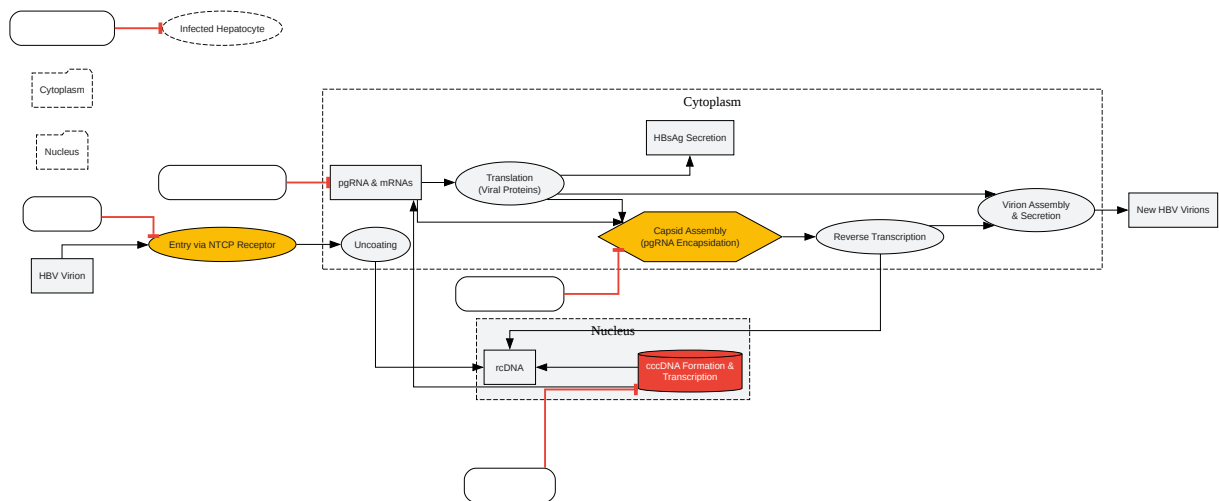 Infected Hepatocyte
Cytoplasm
Nucleus
Cytoplasm
HBsAg Secretion
pgRNA & mRNAs
Translation
(Viral Proteins)
Virion Assembly
& Secretion
New HBV Virions
Entry via NTCP Receptor
Uncoating
Capsid Assembly
(pgRNA Encapsidation)
Reverse Transcription
HBV Virion
Nucleus
rcDNA
cccDNA Formation &
Transcription